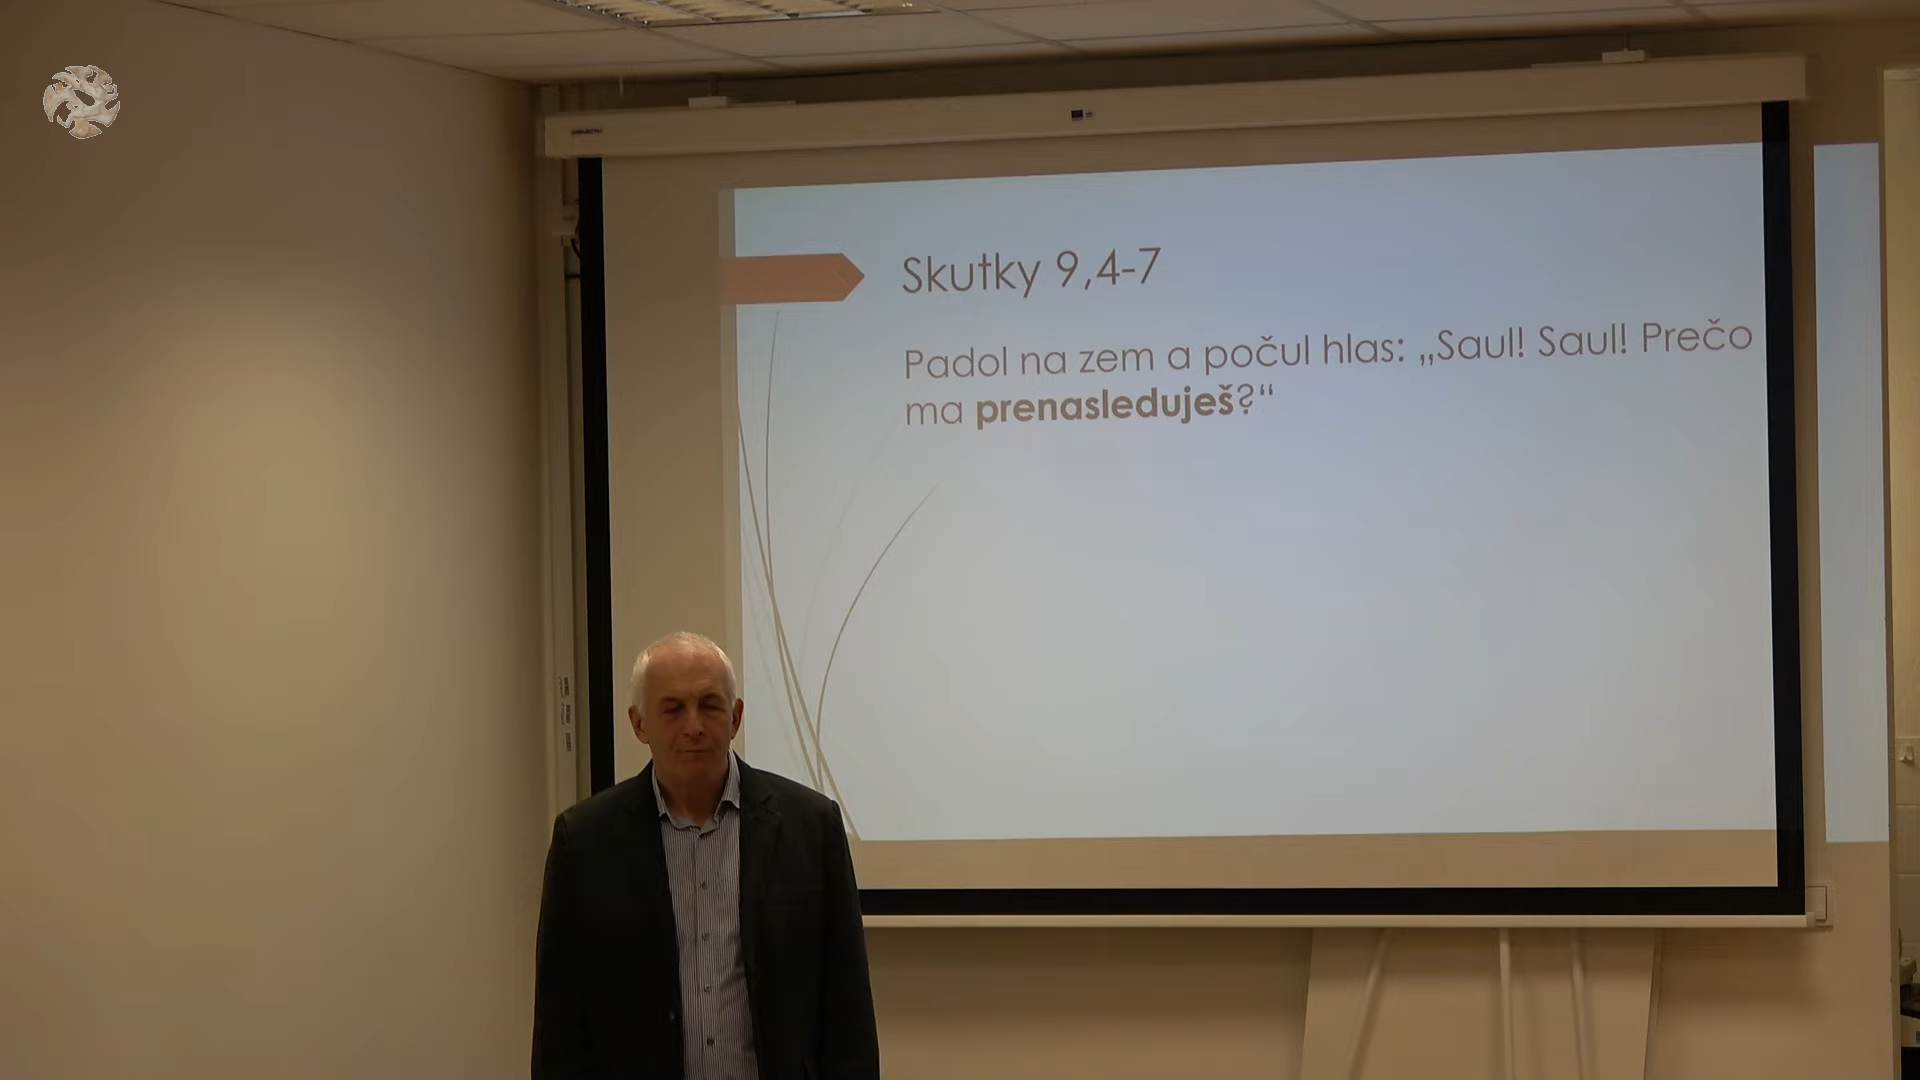 Skutky 9,4-7
Padol na zem a počul hlas: „Saul! Saul! Prečo
ma prenasleduješ?“